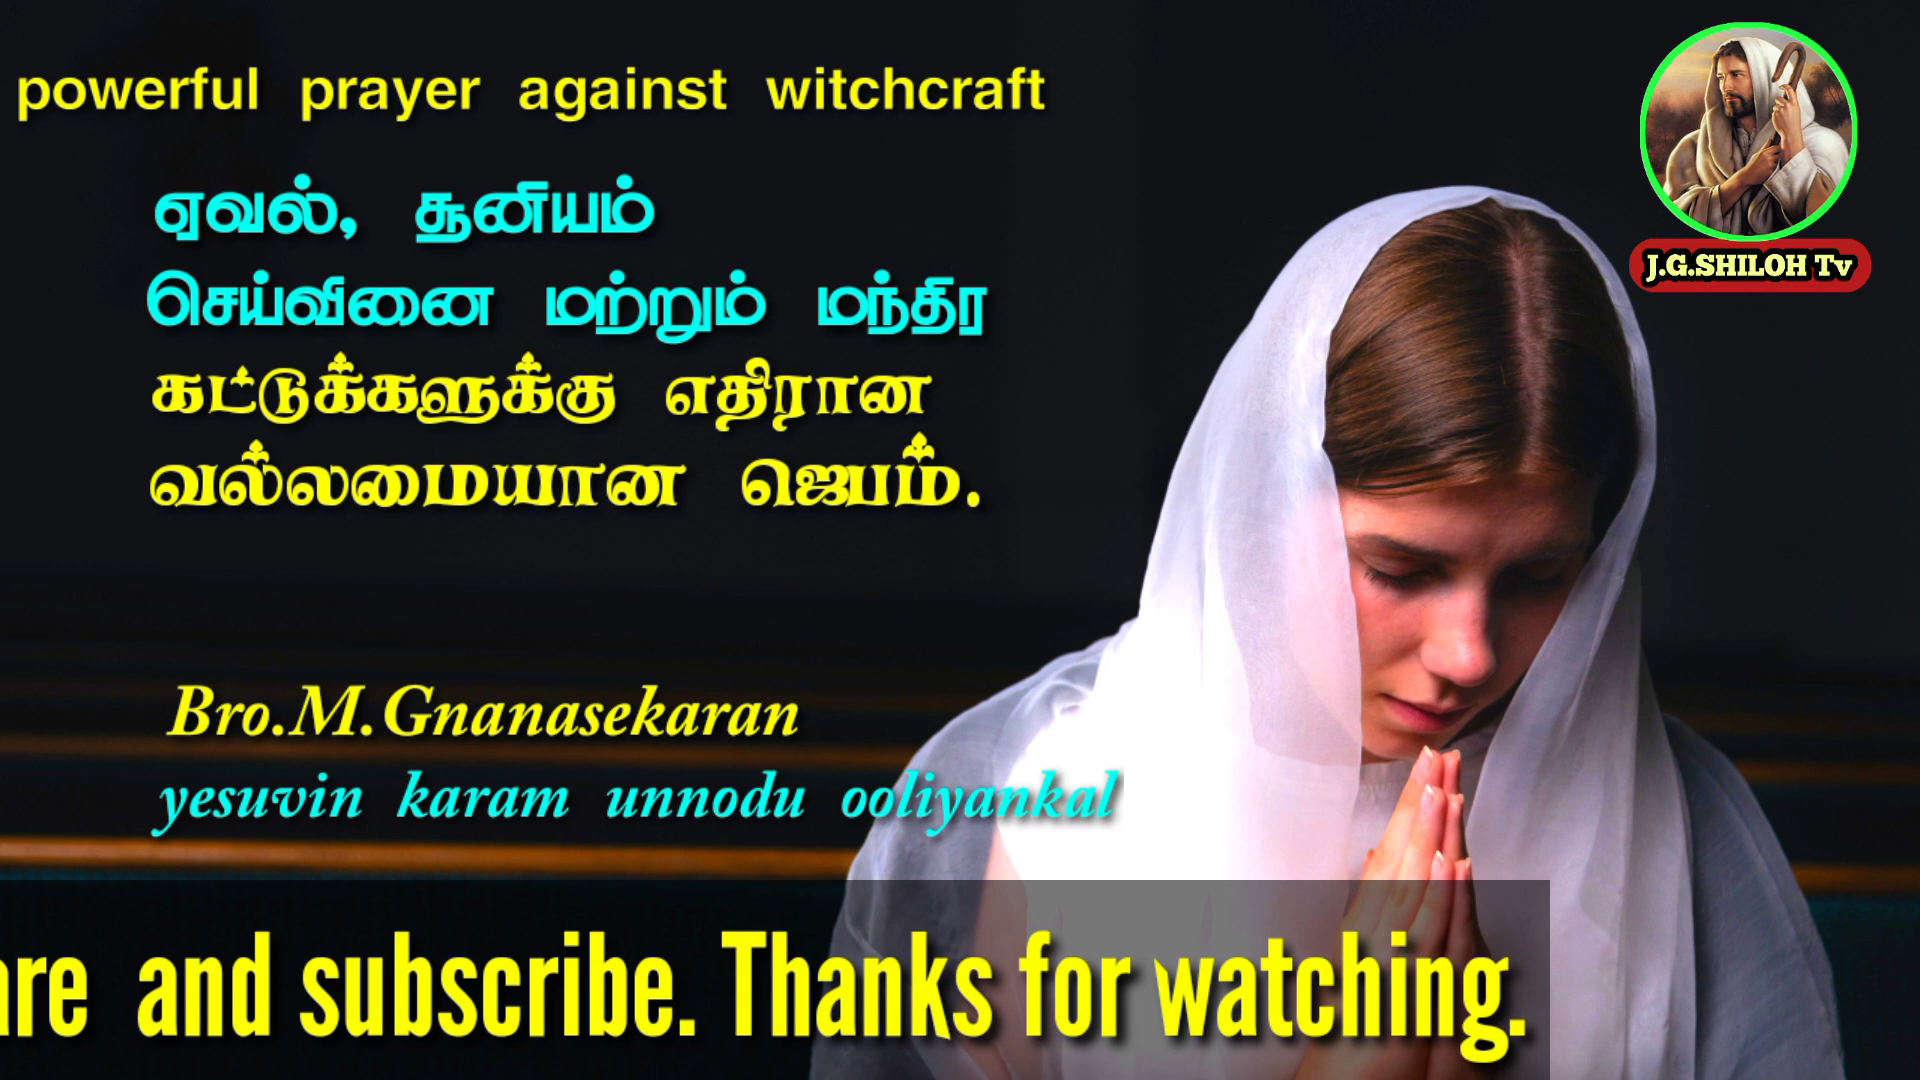 powerful prayer against witchcraft
ஏவல், சூனியம்
செய்வினை மற்றும் மந்திர
கட்டுக்களுக்கு எதிரான
வல்லமையான ஜெபம்.
J.G.SHILOH Tv
Bro.M.Gnanasekaran
yesuvin karam unnodu ooliyankal
are and subscribe. Thanks for watching.